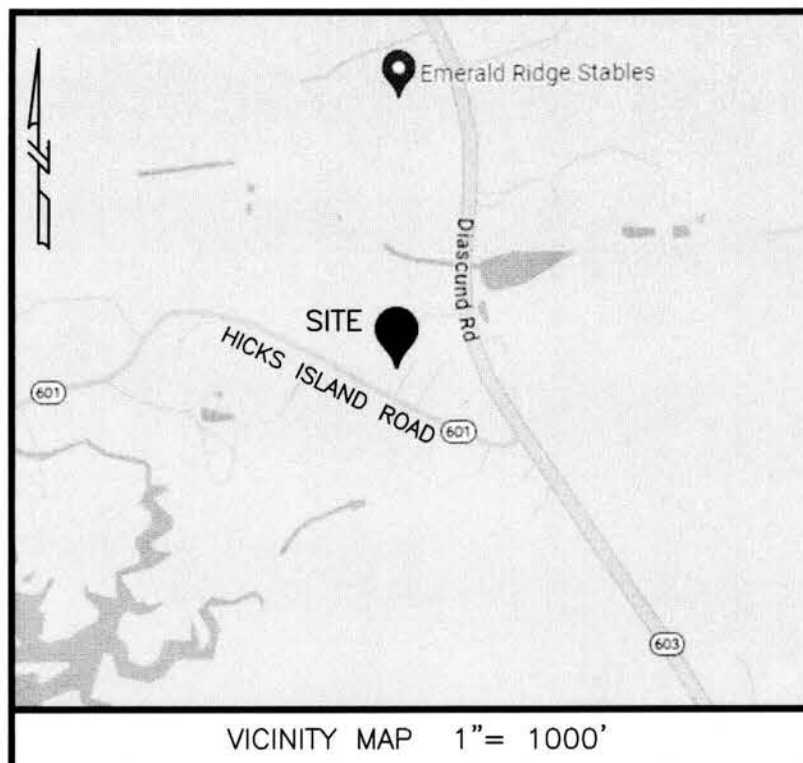 Emerald Ridge Stables
Diascund Rd
SITE
HICKS ISLAND ROAD
601
601
603
VICINITY MAP 1"= 1000'